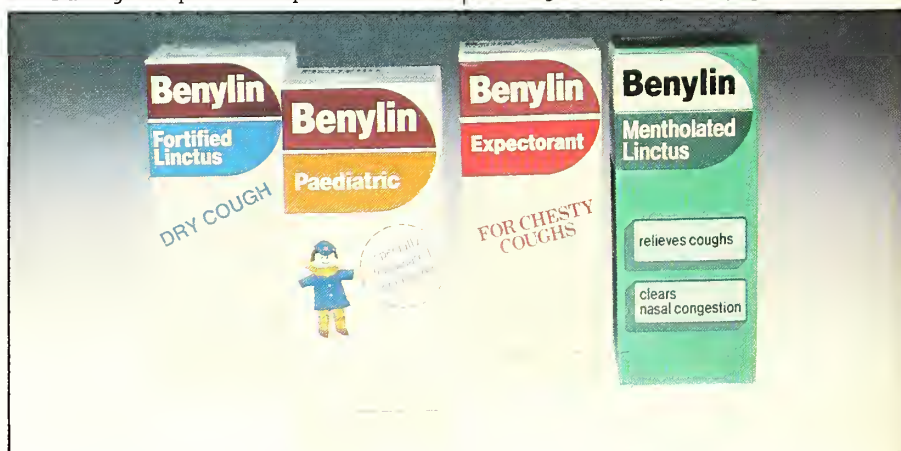 Benylin
Fortified
Linctus
DRY COUGH
Benylin
Paediatric
Benylin
Expectorant
FOR CHESTY
COUGHS
Benylin
Mentholated
Linctus
relieves coughs
clears
nasal congestion